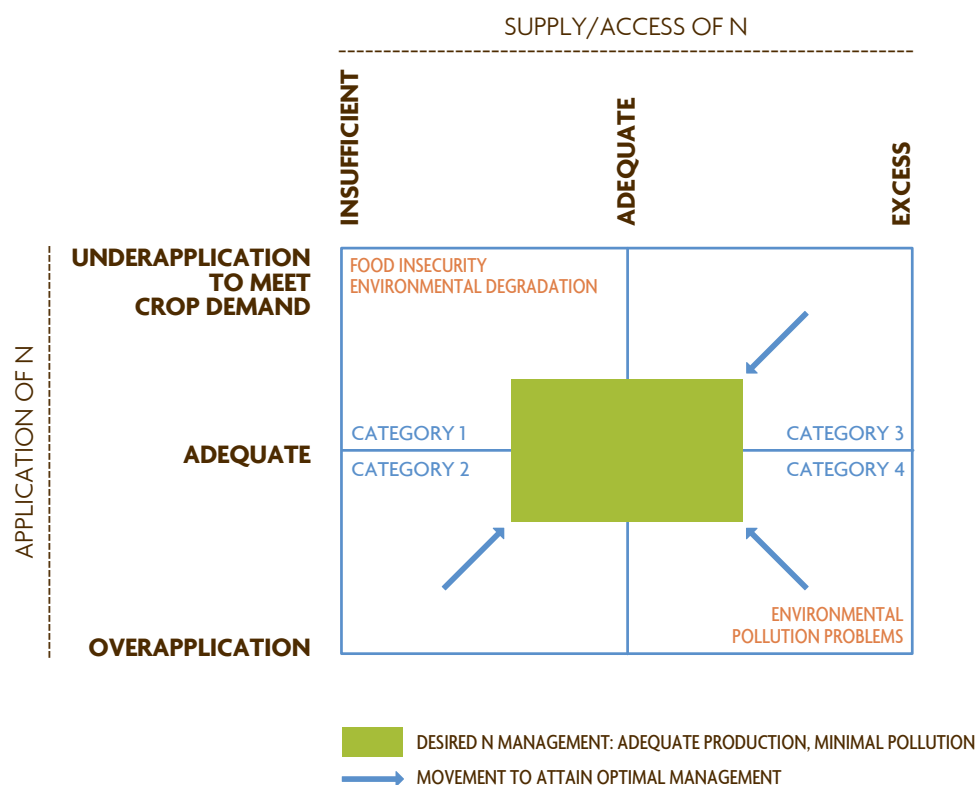 SUPPLY/ACCESS OF N
INSUFFICIENT
ADEQUATE
EXCESS
APPLICATION OF N
UNDERAPPLICATION
TO MEET
CROP DEMAND
ADEQUATE
OVERAPPLICATION
FOOD INSECURITY
ENVIRONMENTAL DEGRADATION
CATEGORY 1
CATEGORY 3
CATEGORY 2
CATEGORY 4
ENVIRONMENTAL
POLLUTION PROBLEMS
DESIRED N MANAGEMENT: ADEQUATE PRODUCTION, MINIMAL POLLUTION
MOVEMENT TO ATTAIN OPTIMAL MANAGEMENT